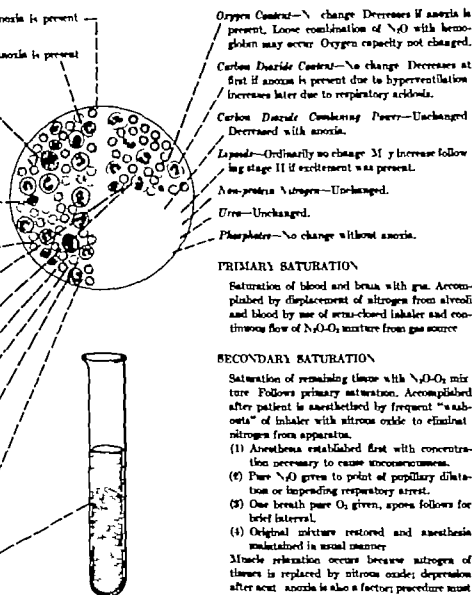 noxia is present
noxia is present
Oxygen Content—No change Decreases if anoxia is
present. Loose combination of N₂O with hemo-
globin may occur Oxygen capacity not changed.
Carbon Dioxide Content—No change Decreases at
first if anoxia is present due to hyperventilation
increases later due to respiratory acidosis.
Carbon Dioxide Combining Power—Unchanged
Decreased with anoxia.
Lipoids—Ordinarily no change M y increase follow
ing stage II if excitement was present.
Non-protein Nitrogen—Unchanged.
Urea—Unchanged.
Phosphates—No change without anoxia.
PRIMARY SATURATION
Saturation of blood and brain with gas. Accom-
plished by displacement of nitrogen from alveoli
and blood by use of semi-closed inhaler and con-
tinuous flow of N₂O-O₂ mixture from gas source
SECONDARY SATURATION
Saturation of remaining tissue with N₂O-O₂ mix
ture Follows primary saturation. Accomplished
after patient is anesthetized by frequent "wash-
outs" of inhaler with nitrous oxide to eliminat
nitrogen from apparatus.
(1) Anesthesia established first with concentra-
tion necessary to cause unconsciousness.
(2) Pure N₂O given to point of pupillary dilata-
tion or impending respiratory arrest.
(3) One breath pure O₂ given, apnea follows for
brief interval.
(4) Original mixture restored and anesthesia
maintained in usual manner
Muscle relaxation occurs because nitrogen of
tissues is replaced by nitrous oxide; depression
after acut anoxia is also a factor; procedure must